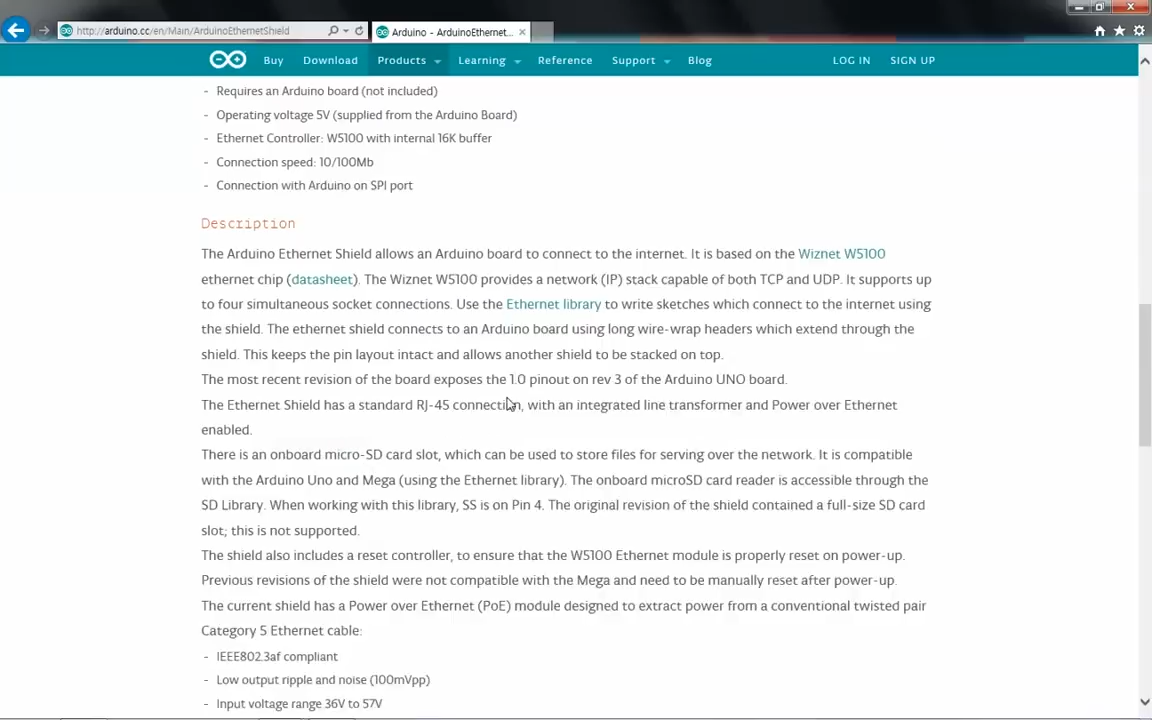 http://arduino.cc/en/Main/ArduinoEthernetShield
Arduino - ArduinoEthernet...
Buy Download Products Learning Reference Support Blog LOG IN SIGN UP
- Requires an Arduino board (not included)
- Operating voltage 5V (supplied from the Arduino Board)
- Ethernet Controller: W5100 with internal 16K buffer
- Connection speed: 10/100Mb
- Connection with Arduino on SPI port
Description
The Arduino Ethernet Shield allows an Arduino board to connect to the internet. It is based on the Wiznet W5100
ethernet chip (datasheet). The Wiznet W5100 provides a network (IP) stack capable of both TCP and UDP. It supports up
to four simultaneous socket connections. Use the Ethernet library to write sketches which connect to the internet using
the shield. The ethernet shield connects to an Arduino board using long wire-wrap headers which extend through the
shield. This keeps the pin layout intact and allows another shield to be stacked on top.
The most recent revision of the board exposes the 1.0 pinout on rev 3 of the Arduino UNO board.
The Ethernet Shield has a standard RJ-45 connection, with an integrated line transformer and Power over Ethernet
enabled.
There is an onboard micro-SD card slot, which can be used to store files for serving over the network. It is compatible
with the Arduino Uno and Mega (using the Ethernet library). The onboard microSD card reader is accessible through the
SD Library. When working with this library, SS is on Pin 4. The original revision of the shield contained a full-size SD card
slot; this is not supported.
The shield also includes a reset controller, to ensure that the W5100 Ethernet module is properly reset on power-up.
Previous revisions of the shield were not compatible with the Mega and need to be manually reset after power-up.
The current shield has a Power over Ethernet (PoE) module designed to extract power from a conventional twisted pair
Category 5 Ethernet cable:
- IEEE802.3af compliant
- Low output ripple and noise (100mVpp)
- Input voltage range 36V to 57V